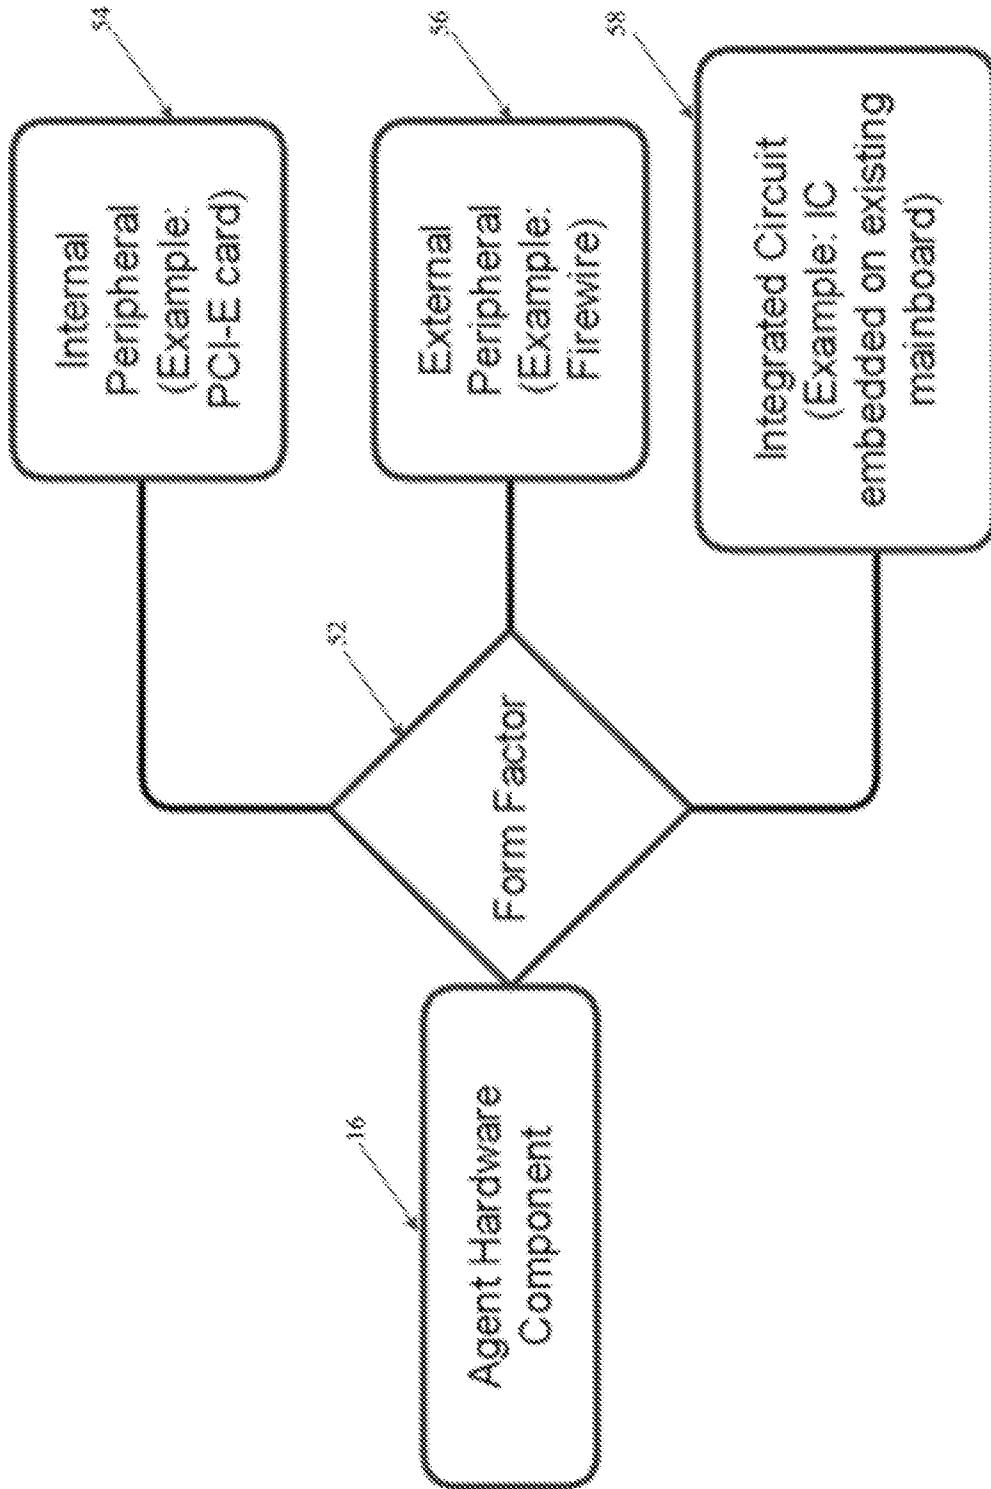 16
Agent Hardware
Component
52
Form Factor
54
Internal
Peripheral
(Example:
PCI-E card)
56
External
Peripheral
(Example:
Firewire)
58
Integrated Circuit
(Example: IC
embedded on existing
mainboard)